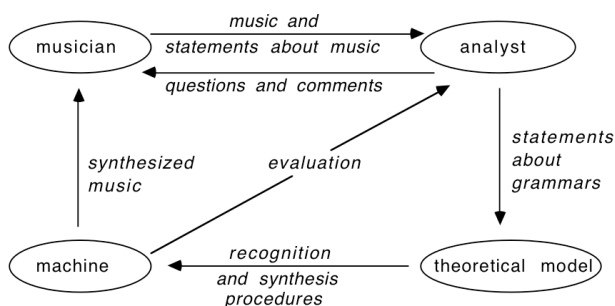 music and
musician
statements about music
analyst
questions and comments
synthesized
music
evaluation
statements
about
grammars
machine
recognition
and synthesis
procedures
theoretical model